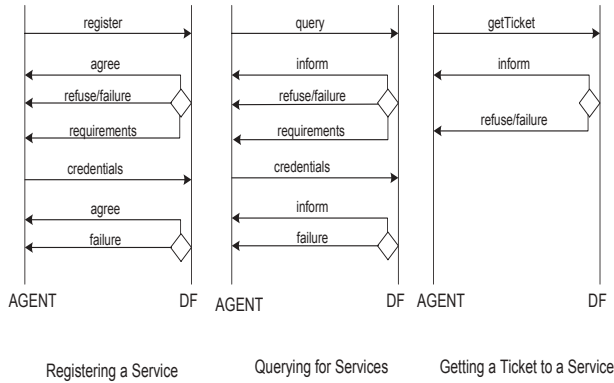 register
agree
refuse/failure
requirements
credentials
agree
failure
AGENT
DF
Registering a Service
query
inform
refuse/failure
requirements
credentials
inform
failure
AGENT
DF
Querying for Services
getTicket
inform
refuse/failure
AGENT
DF
Getting a Ticket to a Service